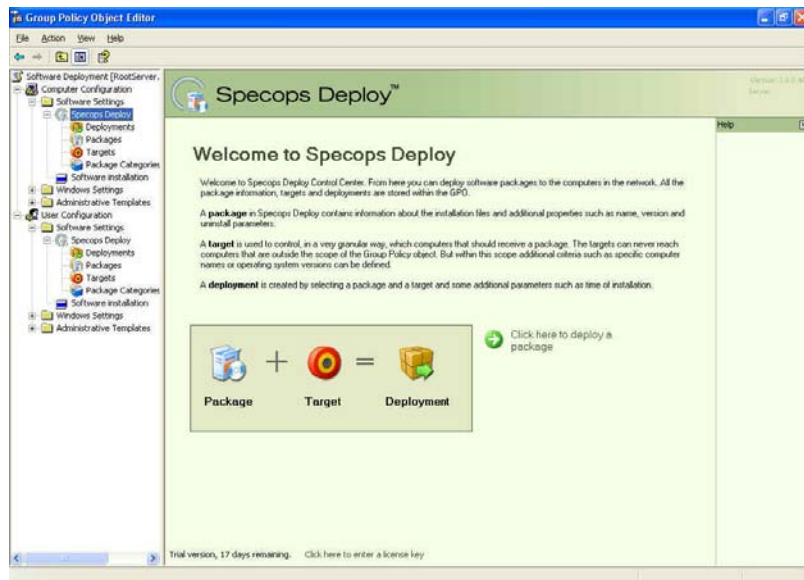 Group Policy Object Editor
File Action View Help
Software Deployment [RootServer.
Computer Configuration
Software Settings
Specops Deploy
Deployments
Packages
Targets
Package Categories
Software installation
Windows Settings
Administrative Templates
User Configuration
Software Settings
Specops Deploy
Deployments
Packages
Targets
Package Categories
Software installation
Windows Settings
Administrative Templates
Specops Deploy™
Help
Welcome to Specops Deploy
Welcome to Specops Deploy Control Center. From here you can deploy software packages to the computers in the network. All the
package information, targets and deployments are stored within the GPO.
A package in Specops Deploy contains information about the installation files and additional properties such as name, version and
uninstall parameters.
A target is used to control, in a very granular way, which computers that should receive a package. The targets can never reach
computers that are outside the scope of the Group Policy object. But within this scope additional criteria such as specific computer
names or operating system versions can be defined.
A deployment is created by selecting a package and a target and some additional parameters such as time of installation.
+ =
Package Target Deployment
Click here to deploy a
package
Trial version, 17 days remaining. Click here to enter a license key